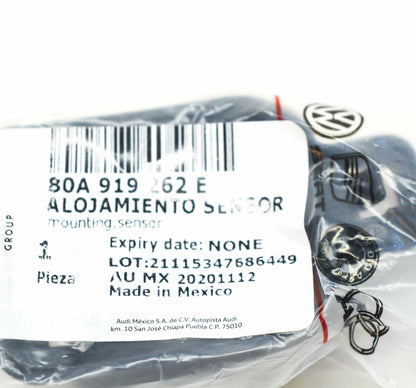 80A 919 262 E
ALOJAMIENTO SENSOR
mounting,sensor
Expiry date: NONE
LOT:21115347686449
Pieza
AU MX 20201112
Made in Mexico
Audi México S.A. de C.V. Autopista Audi
km. 10 San José Chiapa Puebla C.P. 75010
GROUP
SEAT